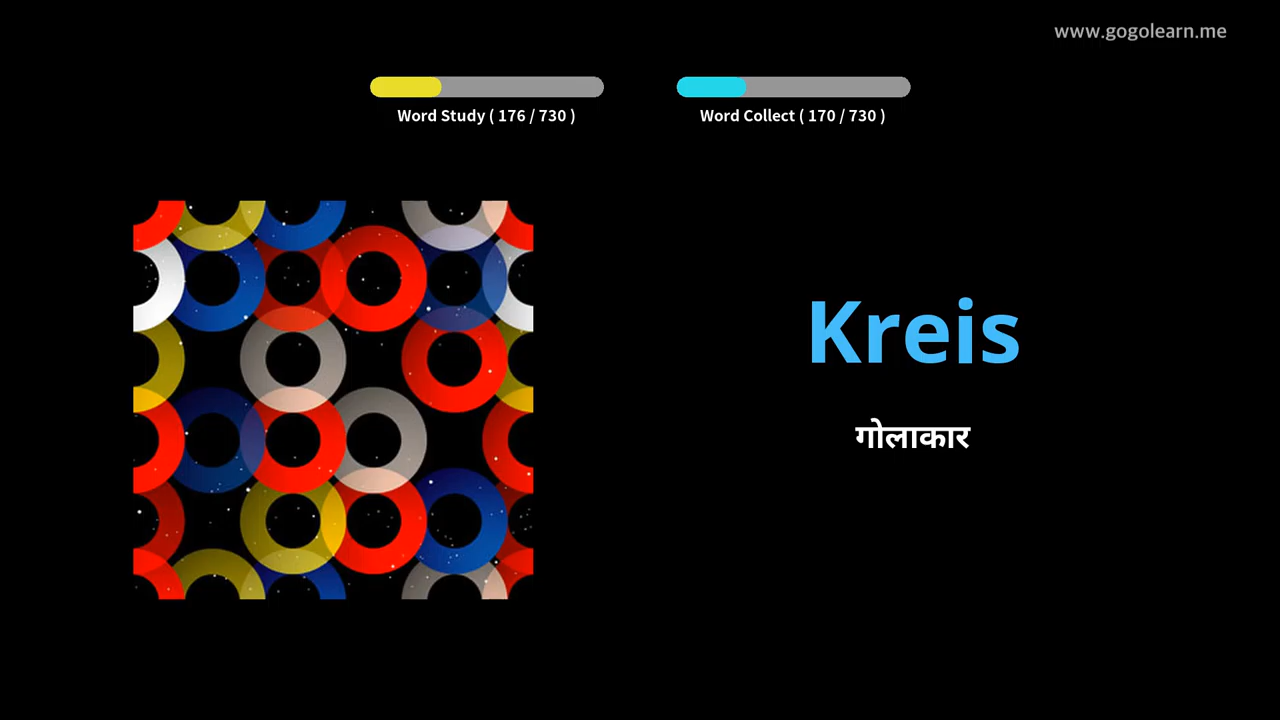 www.gogolearn.me
Word Study ( 176 / 730 )
Word Collect ( 170 / 730 )
Kreis
गोलाकार